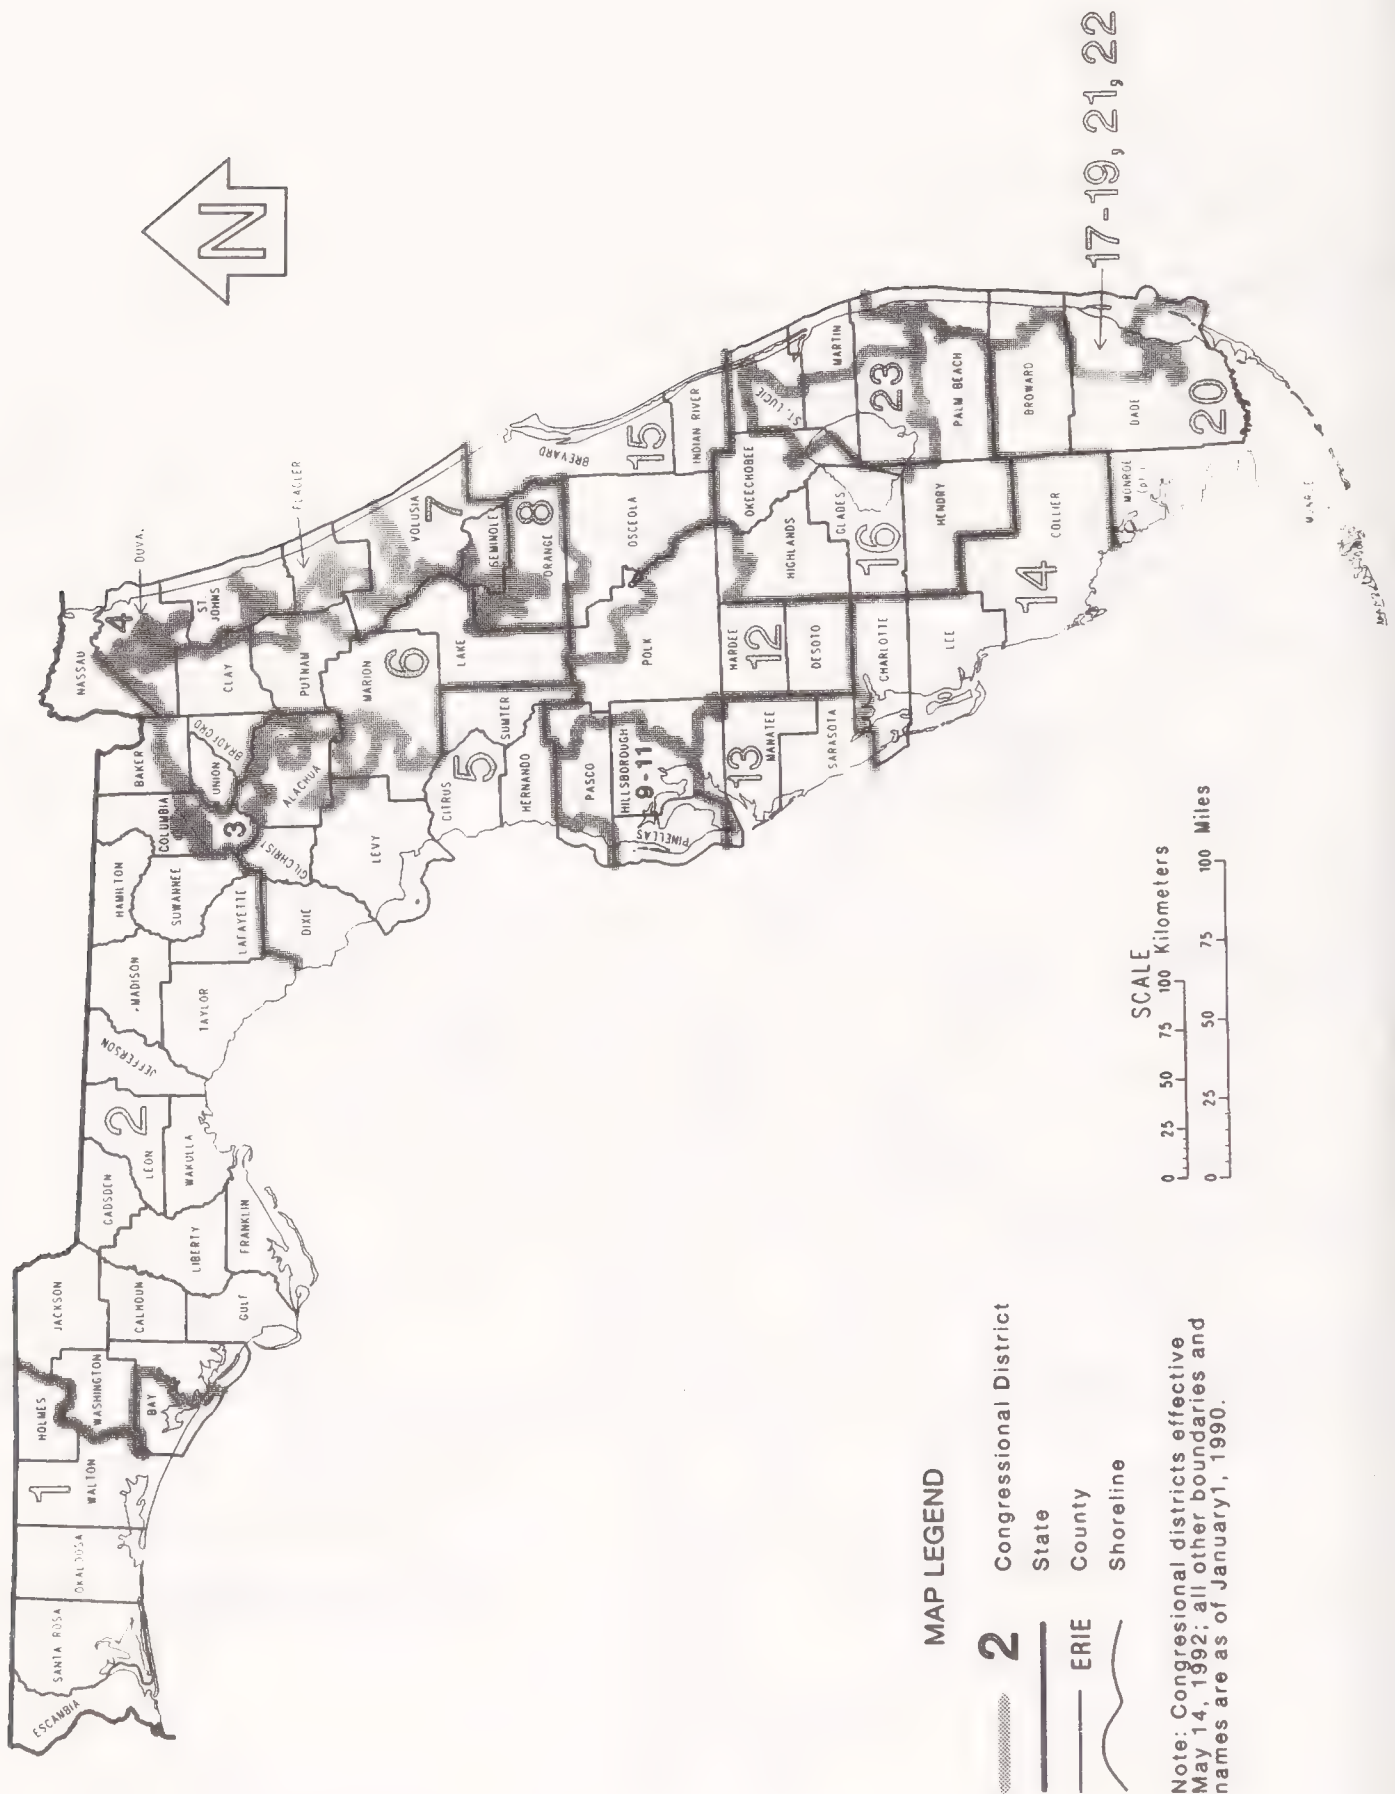 N
1
ESCAMBIA
SANTA ROSA
WALTON
HOLMES
WASHINGTON
BAY
JACKSON
CALHOUN
GULF
LIBERTY
FRANKLIN
GADSDEN
LEON
2
WAKULLA
JEFFERSON
MADISON
TAYLOR
HAMILTON
SUWANNEE
LAFAYETTE
DIXIE
COLUMBIA
3
GILCHRIST
LEVY
BAKER
UNION
BRADFORD
ALACHUA
NASSAU
4
DUVA
ST. JOHNS
CLAY
PUTNAM
FLAGLER
MARION
6
VOLUSIA
7
CITRUS
5
SUMTER
HERNANDO
LAKE
SEMINOLE
ORANGE
8
PASCO
HILLSBOROUGH
9-11
PINELLAS
POLK
OSCEOLA
BREVARD
15
INDIAN RIVER
13
MANATEE
SARASOTA
HARDEE
12
DESOTO
HIGHLANDS
OKEECHOBEE
ST. LUCIE
MARTIN
CHARLOTTE
GLADES
16
LEE
HENDRY
23
PALM BEACH
14
COLLIER
BROWARD
MONROE
DADE
20
17-19, 21, 22
SCALE
0 25 50 75 100 Kilometers
0 25 50 75 100 Miles
MAP LEGEND
2 Congressional District
State
ERIE County
Shoreline
Note: Congresional districts effective
May 14, 1992; all other boundaries and
names are as of January1, 1990.